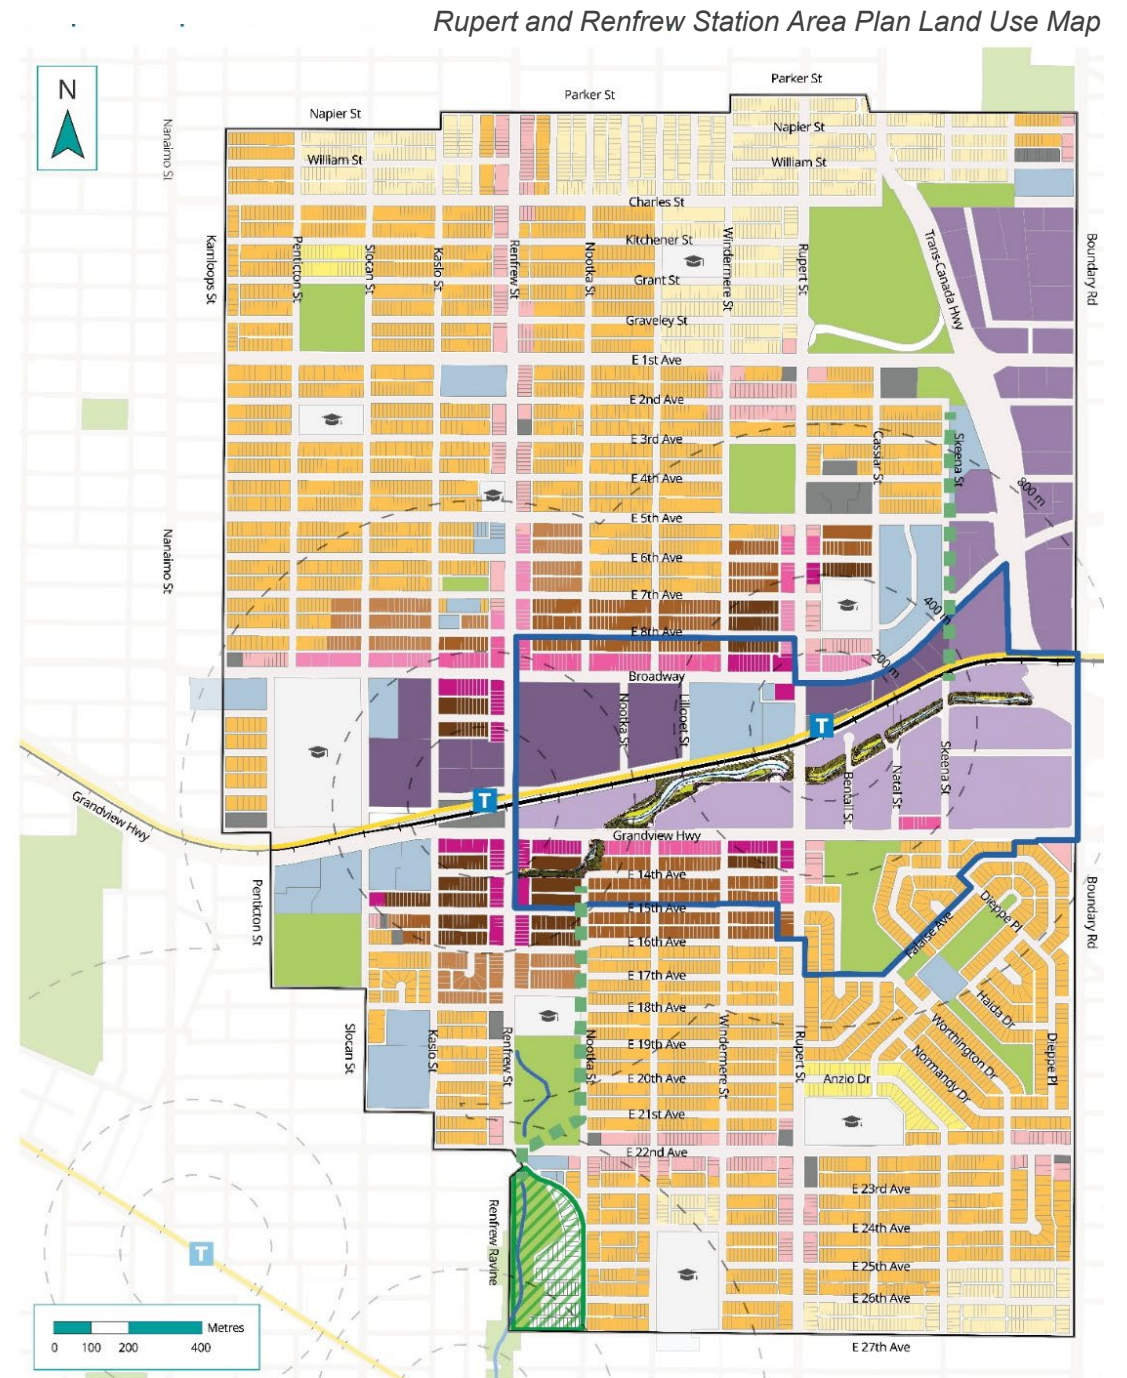 Rupert and Renfrew Station Area Plan Land Use Map
N
Parker St
Parker St
Napier St
Napier St
Nanaimo St
William St
William St
Charles St
Kamloops St
Penticton St
Slocan St
Kaslo St
Renfrew St
Nootka St
Kitchener St
Windermere St
Rupert St
Trans-Canada Hwy
Boundary Rd
Grant St
Graveley St
E 1st Ave
E 2nd Ave
E 3rd Ave
Cassiar St
Skeena St
E 4th Ave
800 m
E 5th Ave
Nanaimo St
E 6th Ave
E 7th Ave
400 m
E 8th Ave
200 m
Broadway
Nootka St
Lillooet St
T
Skeena St
Bentall St
Natal St
T
Grandview Hwy
Grandview Hwy
E 14th Ave
Penticton St
Dieppe Pl
Boundary Rd
E 15th Ave
Falaise Ave
E 16th Ave
E 17th Ave
Haida Dr
E 18th Ave
Slocan St
Kaslo St
Renfrew St
Nootka St
Windermere St
Rupert St
Worthington Dr
Dieppe Pl
E 19th Ave
Normandy Dr
E 20th Ave
Anzio Dr
E 21st Ave
E 22nd Ave
E 23rd Ave
Renfrew Ravine
E 24th Ave
T
E 25th Ave
E 26th Ave
Metres
0 100 200 400
E 27th Ave